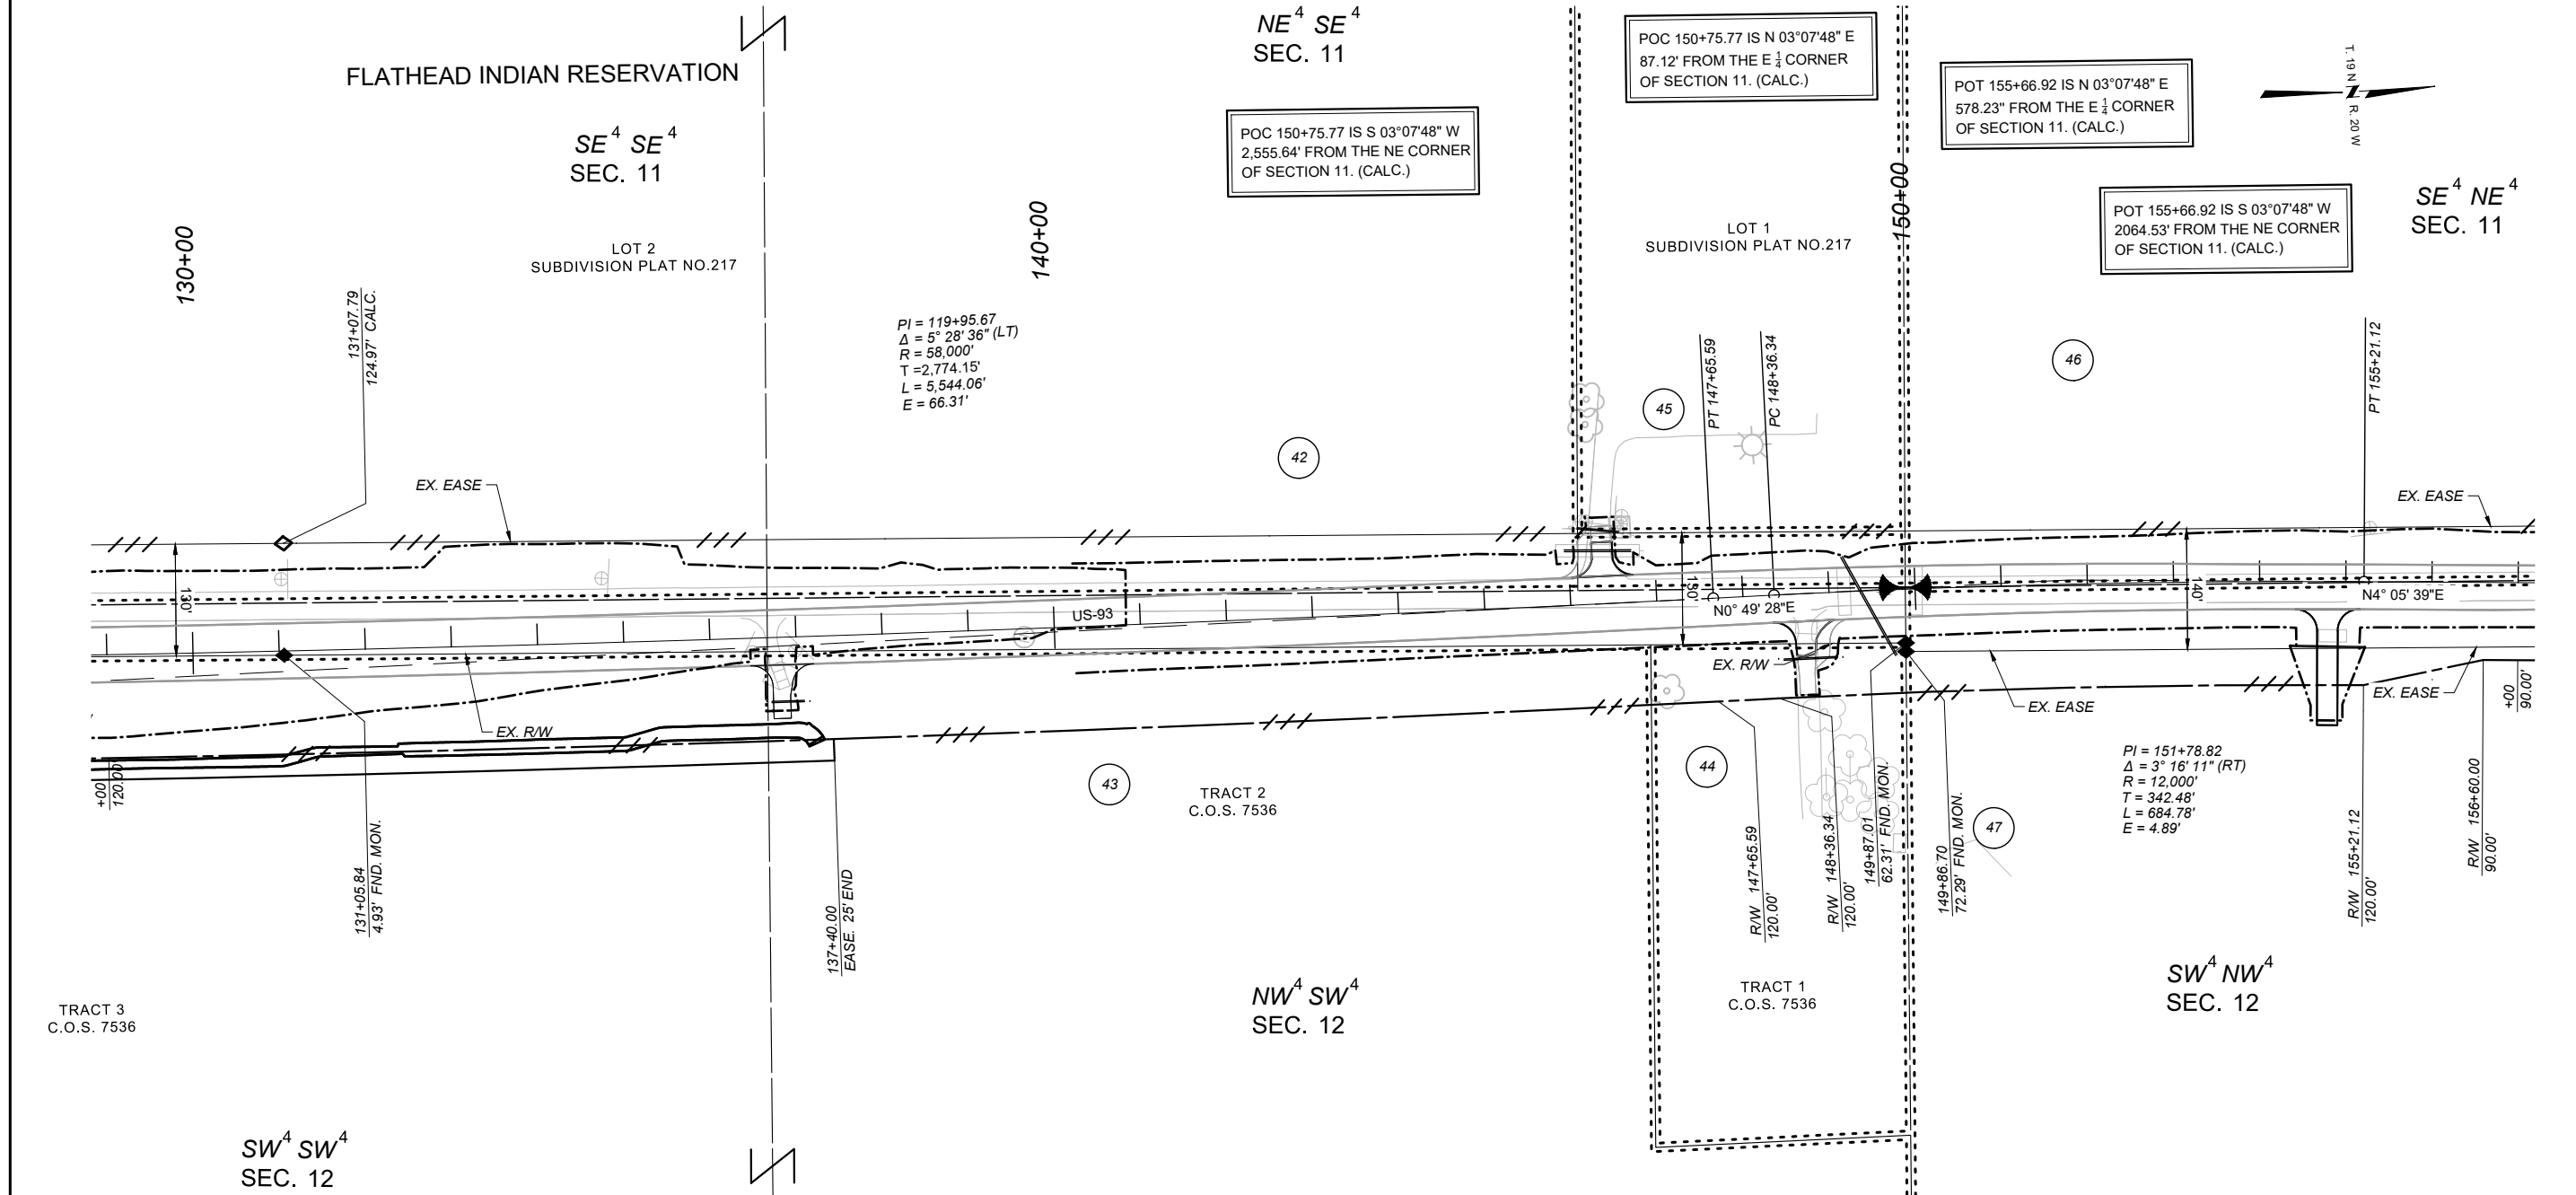 FLATHEAD INDIAN RESERVATION
SE⁴ SE⁴
SEC. 11
NE⁴ SE⁴
SEC. 11
POC 150+75.77 IS S 03°07'48" W
2,555.64' FROM THE NE CORNER
OF SECTION 11. (CALC.)
POC 150+75.77 IS N 03°07'48" E
87.12' FROM THE E 1/4 CORNER
OF SECTION 11. (CALC.)
POT 155+66.92 IS N 03°07'48" E
578.23" FROM THE E 1/4 CORNER
OF SECTION 11. (CALC.)
POT 155+66.92 IS S 03°07'48" W
2064.53' FROM THE NE CORNER
OF SECTION 11. (CALC.)
T. 19 N
R. 20 W
SE⁴ NE⁴
SEC. 11
130+00
140+00
150+00
LOT 2
SUBDIVISION PLAT NO.217
LOT 1
SUBDIVISION PLAT NO.217
131+07.79
124.97' CALC.
PI = 119+95.67
Δ = 5° 28' 36" (LT)
R = 58,000'
T =2,774.15'
L = 5,544.06'
E = 66.31'
42
45
46
PT 147+65.59
PC 148+36.34
PT 155+21.12
EX. EASE
EX. EASE
130'
US-93
130'
N0° 49' 28"E
140'
N4° 05' 39"E
EX. R/W
EX. R/W
EX. EASE
EX. EASE
+00
120.00'
+00
90.00'
131+05.84
4.93' FND. MON.
137+40.00
EASE. 25' END
43
TRACT 2
C.O.S. 7536
44
R/W 147+65.59
120.00'
R/W 148+36.34
120.00'
149+87.01
62.31' FND. MON.
149+86.70
72.29' FND. MON.
47
PI = 151+78.82
Δ = 3° 16' 11" (RT)
R = 12,000'
T = 342.48'
L = 684.78'
E = 4.89'
R/W 155+21.12
120.00'
R/W 156+60.00
90.00'
TRACT 3
C.O.S. 7536
NW⁴ SW⁴
SEC. 12
TRACT 1
C.O.S. 7536
SW⁴ NW⁴
SEC. 12
SW⁴ SW⁴
SEC. 12